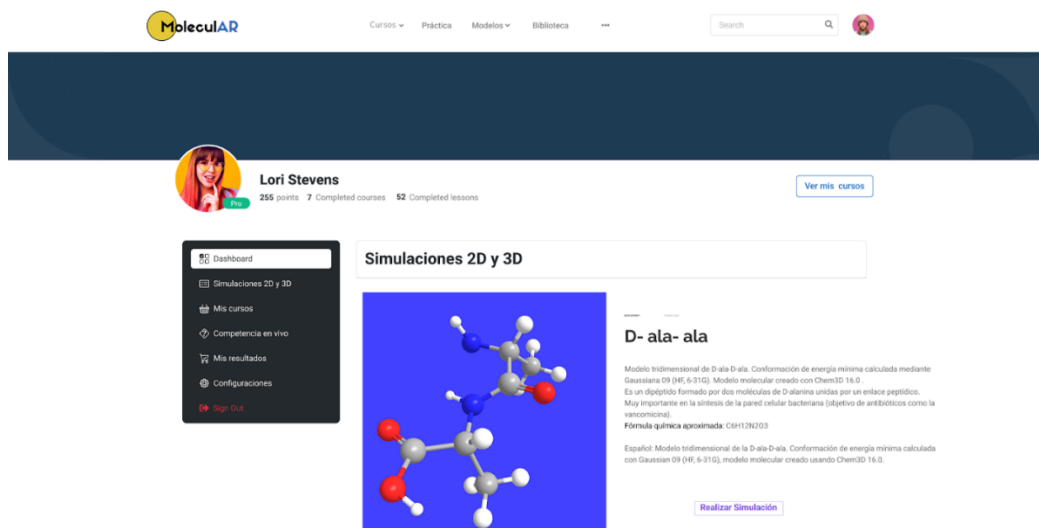 MoleculAR
Cursos Práctica Modelos Biblioteca ••• Search
Pro
Lori Stevens
255 points 7 Completed courses 52 Completed lessons
Ver mis cursos
Dashboard
Simulaciones 2D y 3D
Mis cursos
Competencia en vivo
Mis resultados
Configuraciones
Sign Out
Simulaciones 2D y 3D
D- ala- ala
Modelo tridimensional de D-ala-D-ala. Conformación de energía mínima calculada mediante
Gaussiana 09 (HF, 6-31G). Modelo molecular creado con Chem3D 16.0 .
Es un dipéptido formado por dos moléculas de D-alanina unidas por un enlace peptídico.
Muy importante en la síntesis de la pared celular bacteriana (objetivo de antibióticos como la
vancomicina).
Fórmula química aproximada: C6H12N2O3
Español: Modelo tridimensional de la D-ala-D-ala. Conformación de energía mínima calculada
con Gaussian 09 (HF, 6-31G), modelo molecular creado usando Chem3D 16.0.
Realizar Simulación